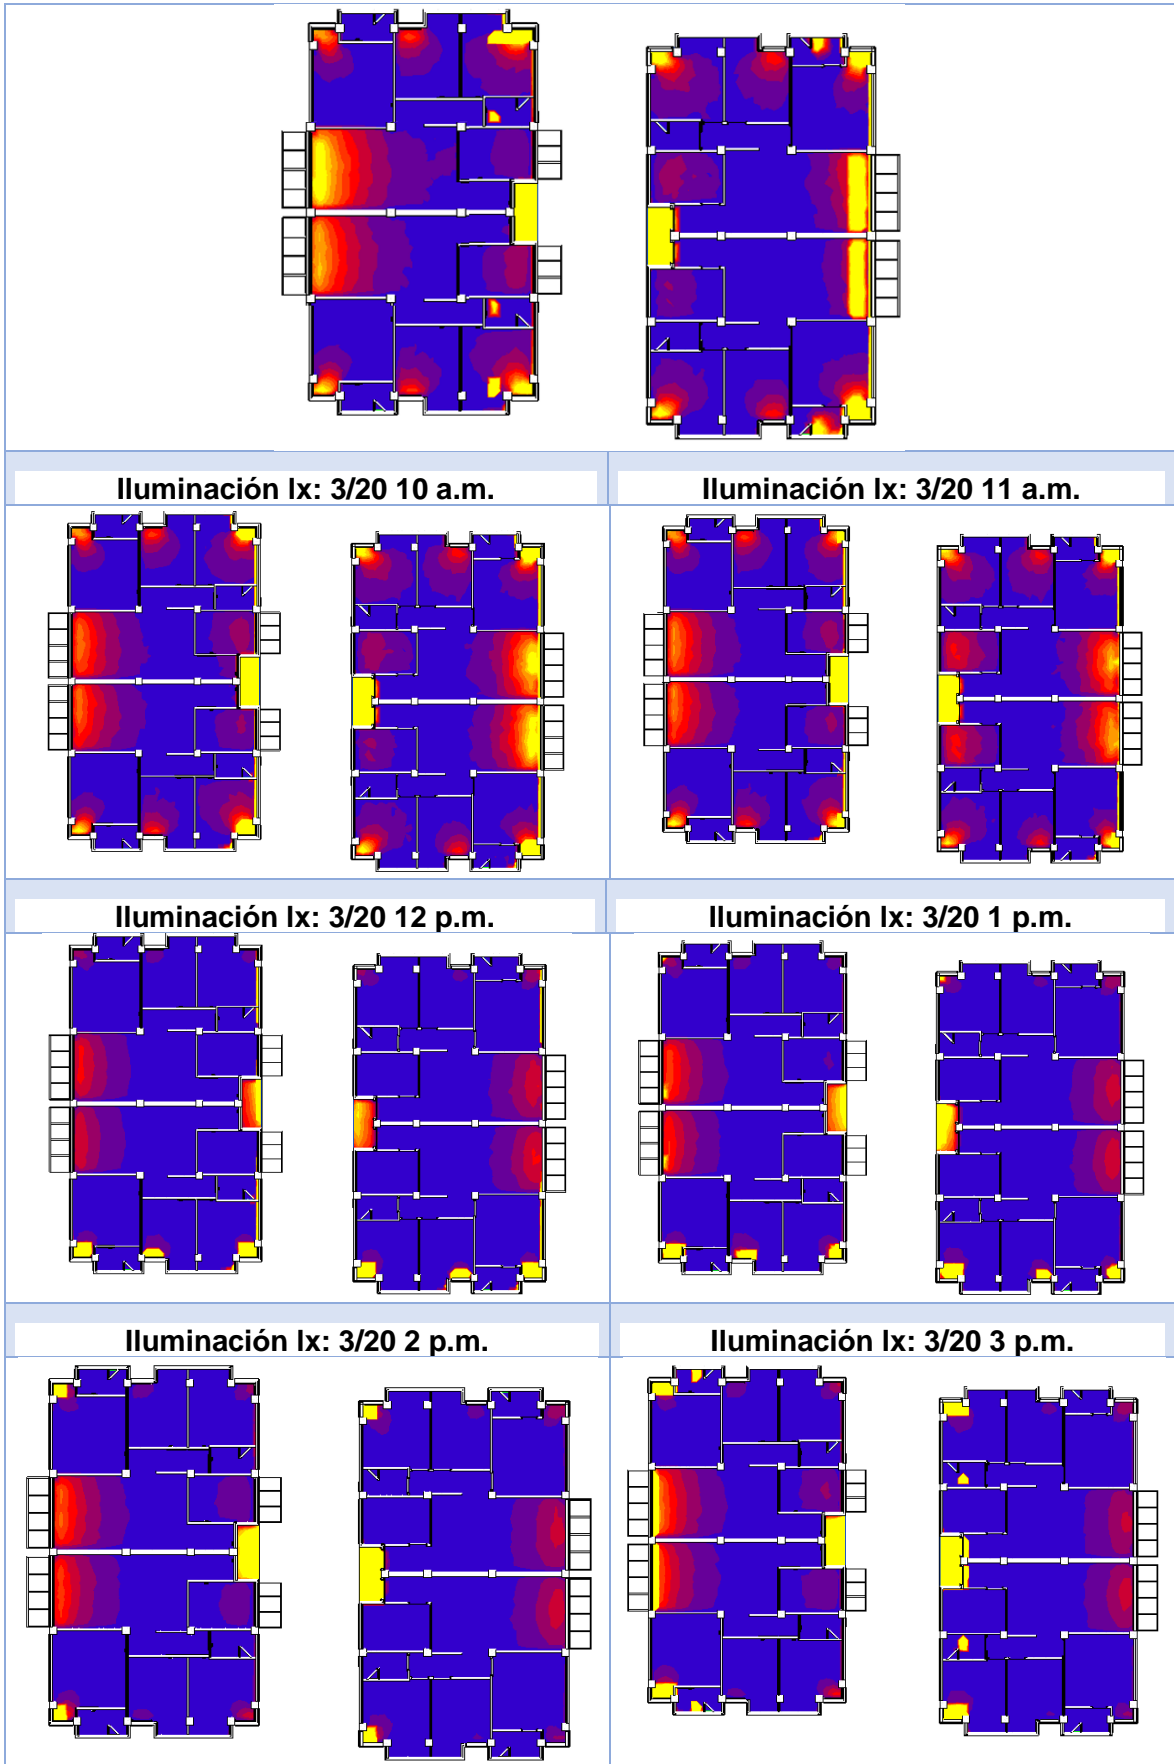 Iluminación lx: 3/20 10 a.m.
Iluminación lx: 3/20 11 a.m.
Iluminación lx: 3/20 12 p.m.
Iluminación lx: 3/20 1 p.m.
Iluminación lx: 3/20 2 p.m.
Iluminación lx: 3/20 3 p.m.